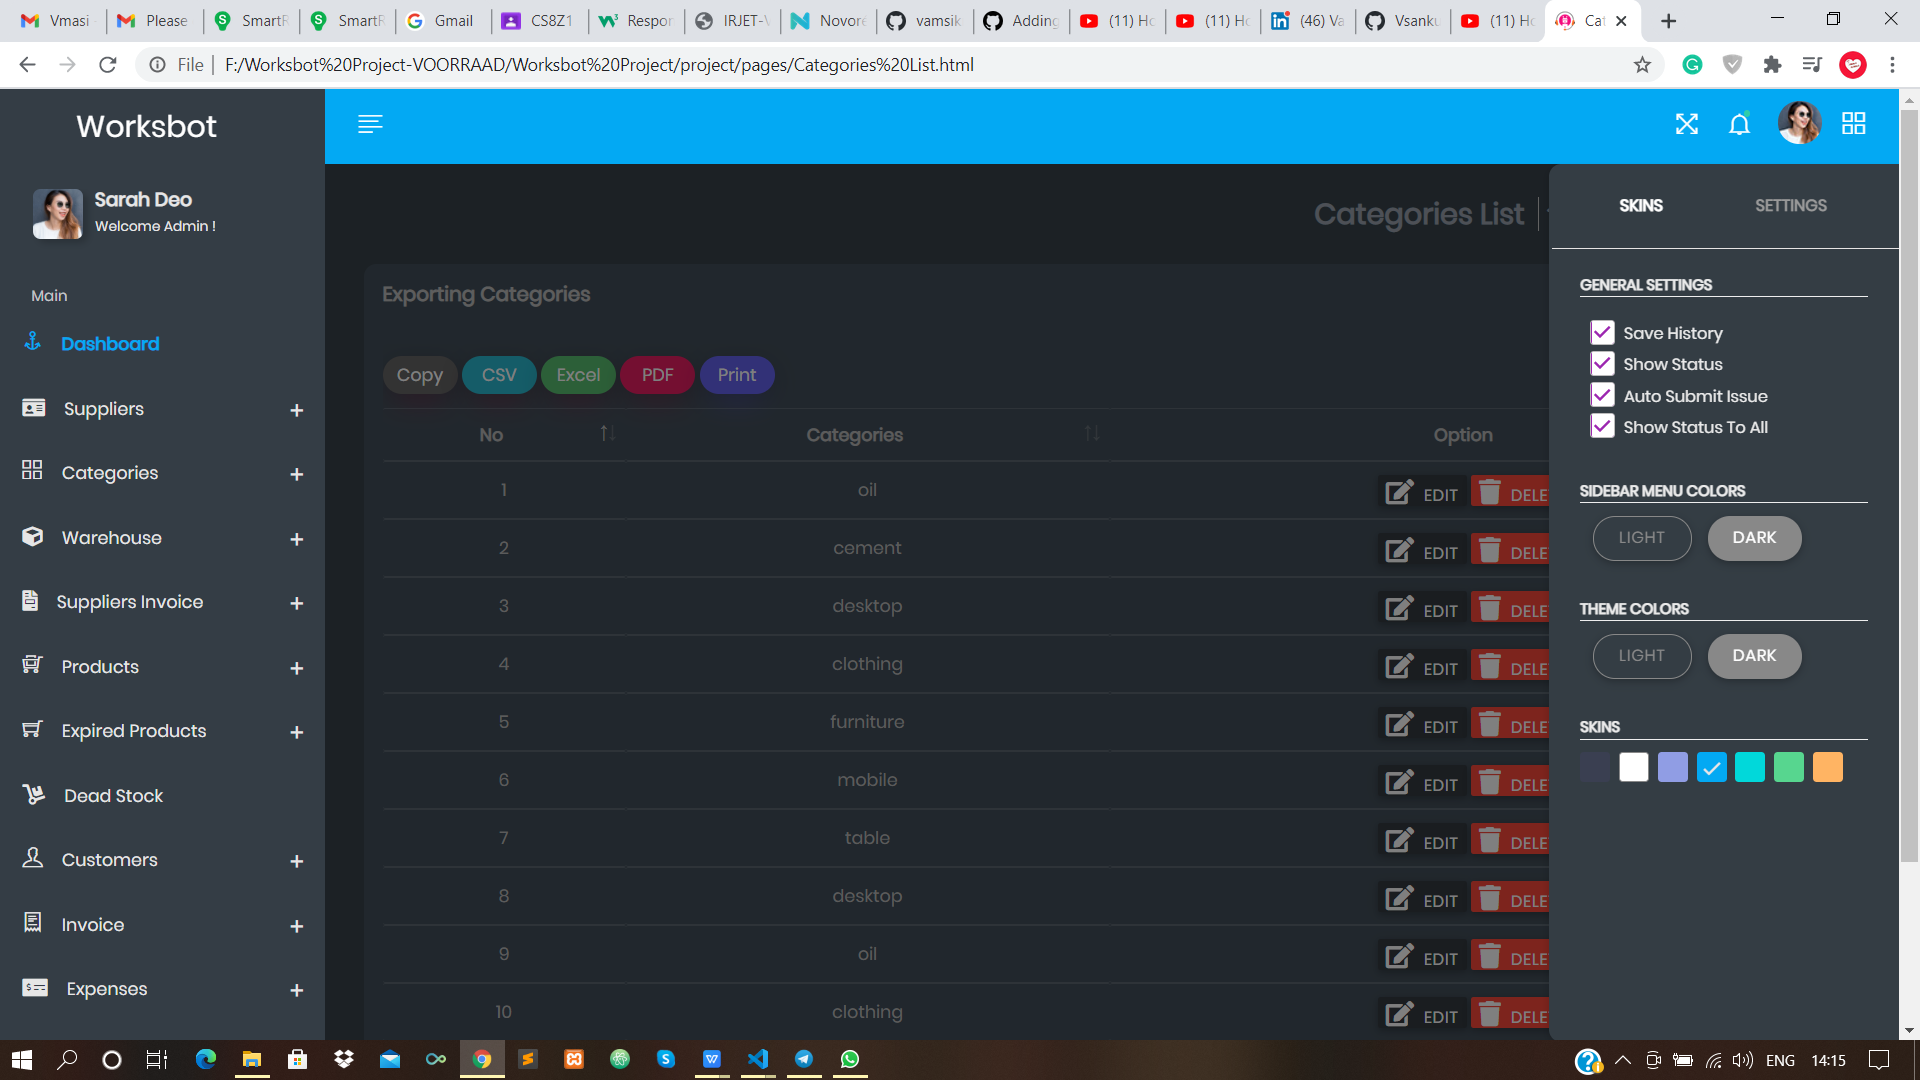 Vmasi Please SmartR SmartR Gmail CS8Z1 Respon IRJET-V Novore vamsik Adding (11) Ho (11) Ho (46) Va Vsanku (11) Ho Cat
File F:/Worksbot%20Project-VOORRAAD/Worksbot%20Project/project/pages/Categories%20List.html
Worksbot
Sarah Deo
Welcome Admin !
Main
Dashboard
Suppliers +
Categories +
Warehouse +
Suppliers Invoice +
Products +
Expired Products +
Dead Stock
Customers +
Invoice +
Expenses +
Categories List
Exporting Categories
Copy CSV Excel PDF Print
No Categories Option
1 oil EDIT DELE
2 cement EDIT DELE
3 desktop EDIT DELE
4 clothing EDIT DELE
5 furniture EDIT DELE
6 mobile EDIT DELE
7 table EDIT DELE
8 desktop EDIT DELE
9 oil EDIT DELE
10 clothing EDIT DELE
SKINS SETTINGS
GENERAL SETTINGS
Save History
Show Status
Auto Submit Issue
Show Status To All
SIDEBAR MENU COLORS
LIGHT DARK
THEME COLORS
LIGHT DARK
SKINS
ENG 14:15